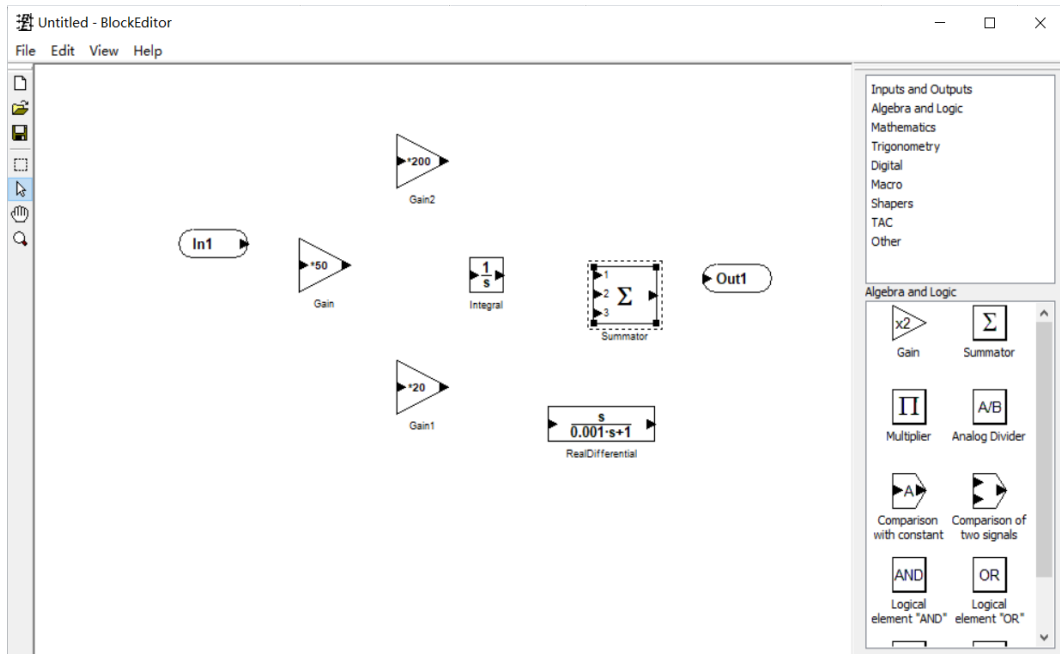 Untitled - BlockEditor
File Edit View Help
*200
Gain2
In1
*50
Gain
1
s
Integral
1
2
3
Σ
Summator
Out1
*20
Gain1
s
0.001·s+1
RealDifferential
Inputs and Outputs
Algebra and Logic
Mathematics
Trigonometry
Digital
Macro
Shapers
TAC
Other
Algebra and Logic
x2 Σ
Gain Summator
Π A/B
Multiplier Analog Divider
A
Comparison Comparison of
with constant two signals
AND OR
Logical Logical
element "AND" element "OR"